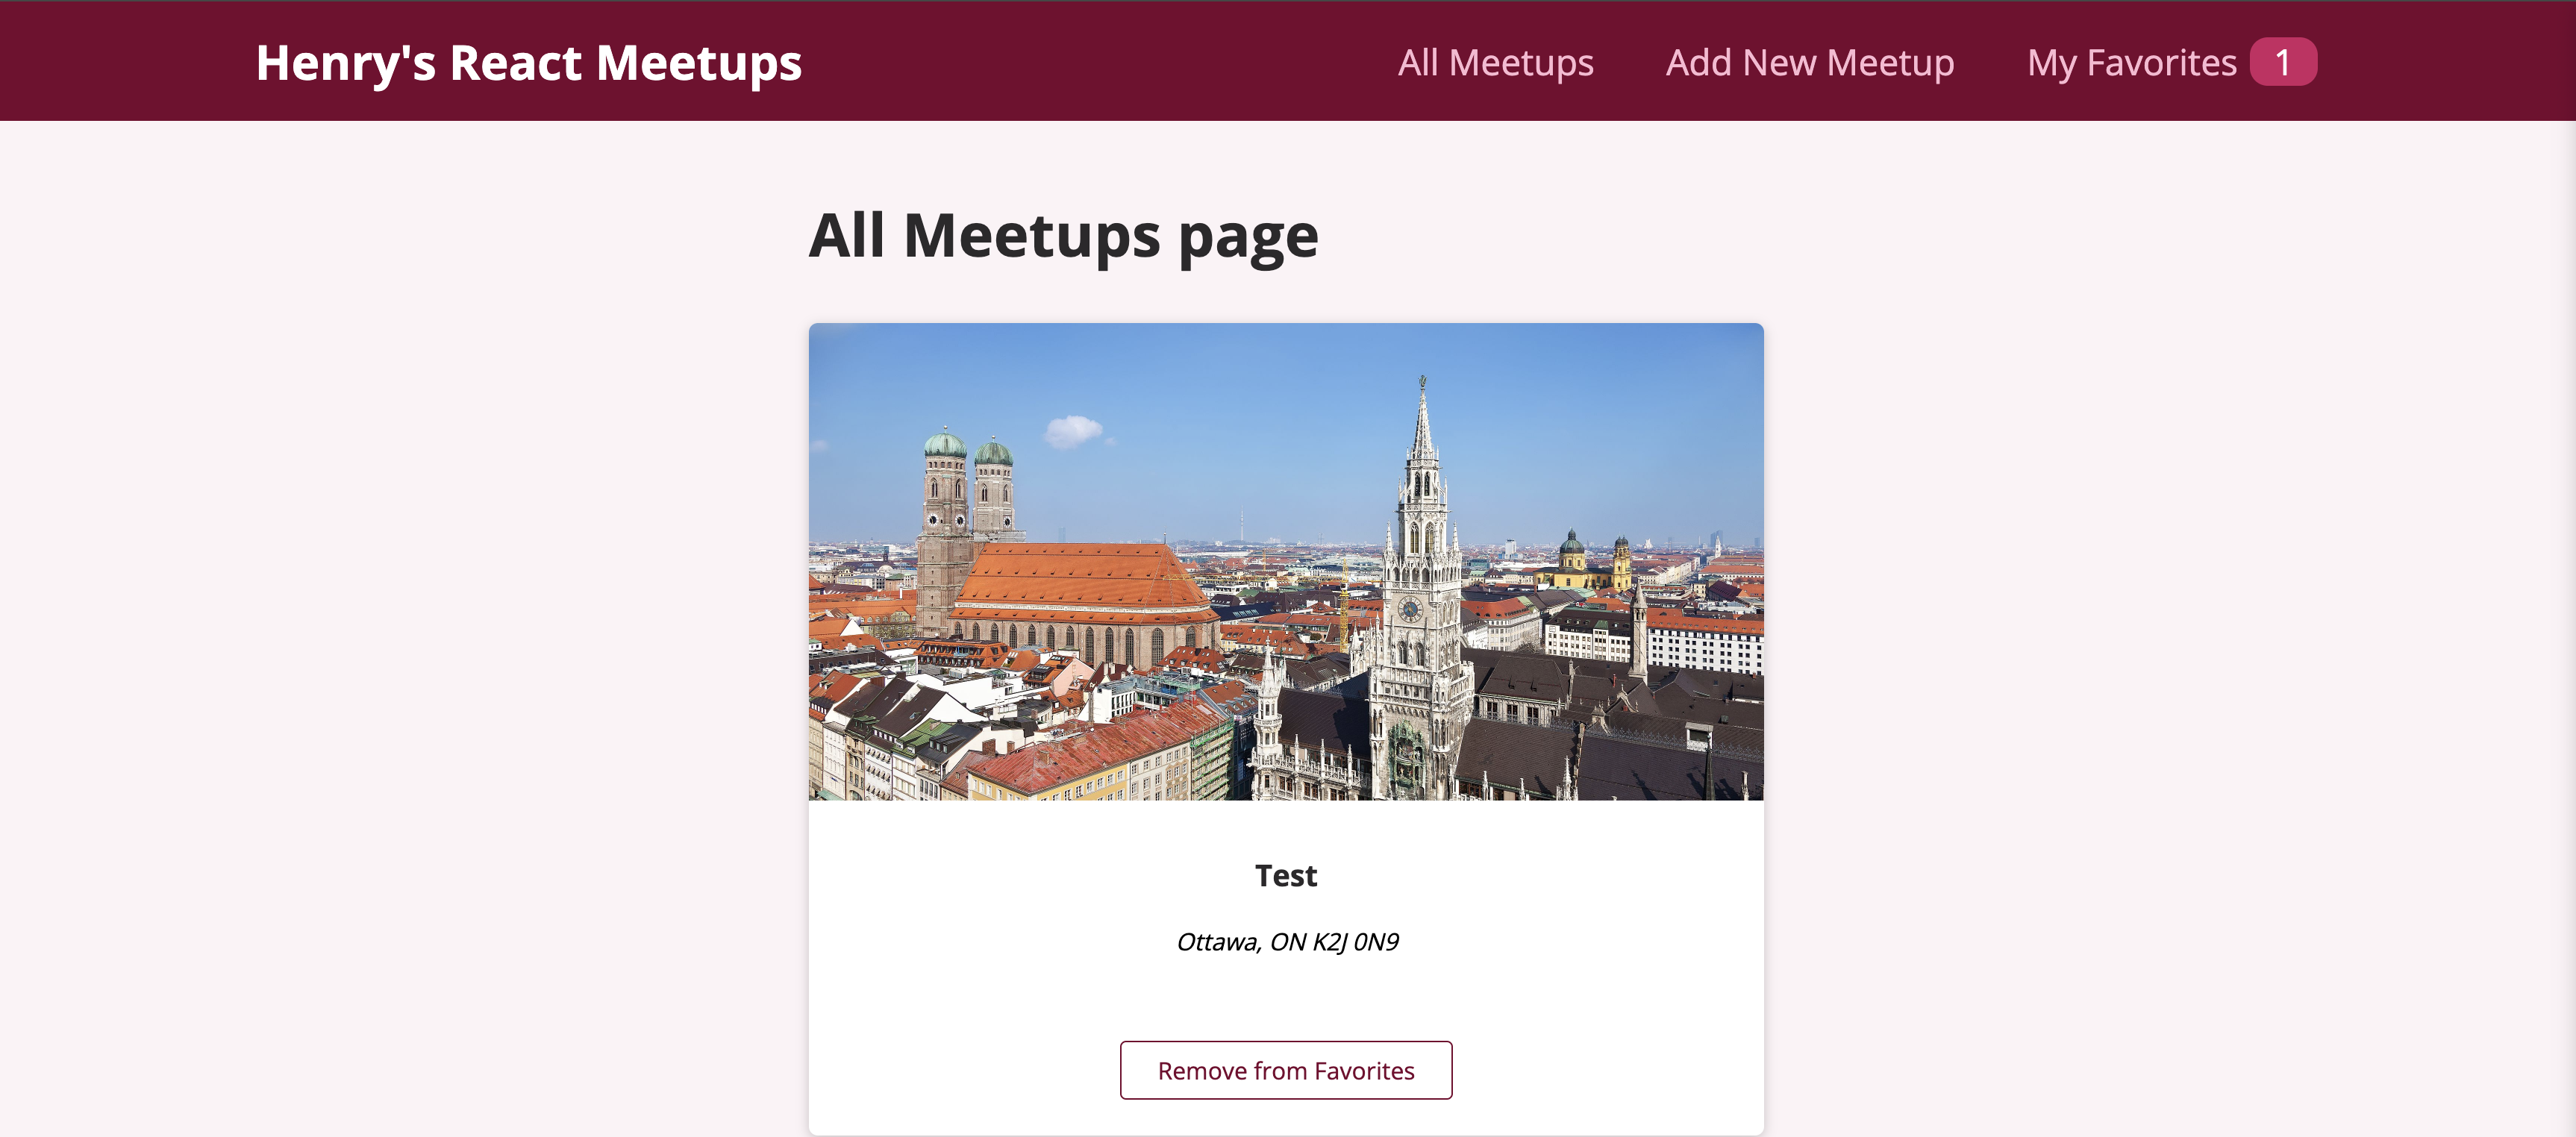 Henry's React Meetups
All Meetups
Add New Meetup
My Favorites 1
All Meetups page
Test
Ottawa, ON K2J 0N9
Remove from Favorites